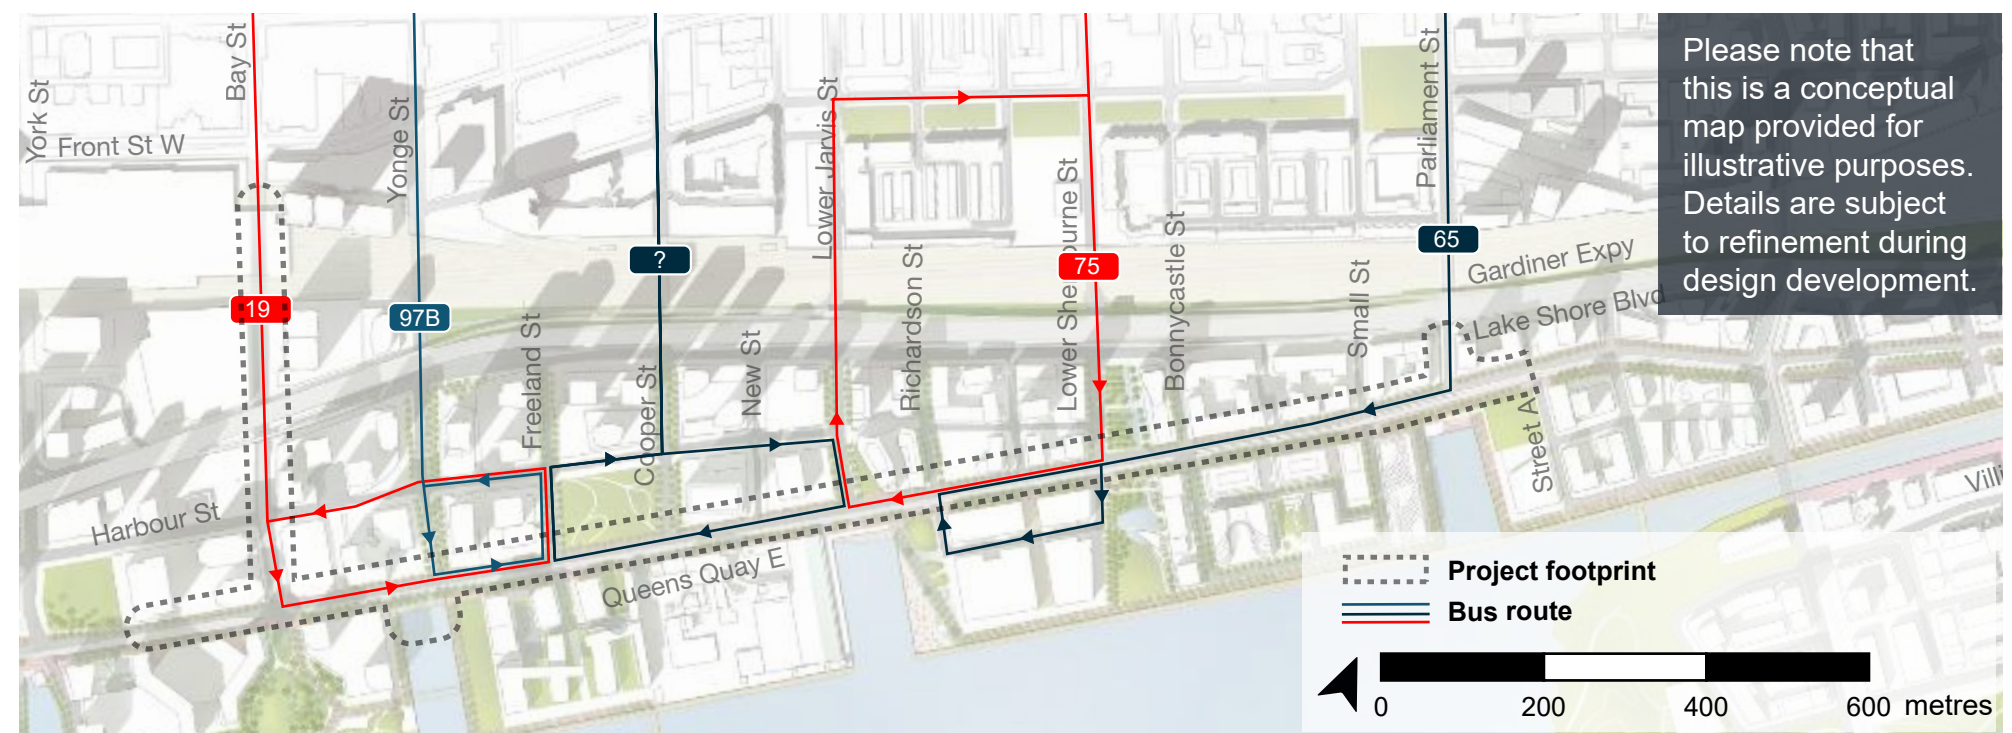 York St
Front St W
Bay St
Yonge St
Freeland St
Cooper St
New St
Lower Jarvis St
Richardson St
Lower Sherbourne St
Bonnycastle St
Small St
Parliament St
Gardiner Expy
Lake Shore Blvd
Street A
Villi
Harbour St
Queens Quay E
19
97B
?
75
65
Please note that
this is a conceptual
map provided for
illustrative purposes.
Details are subject
to refinement during
design development.
Project footprint
Bus route
0 200 400 600 metres